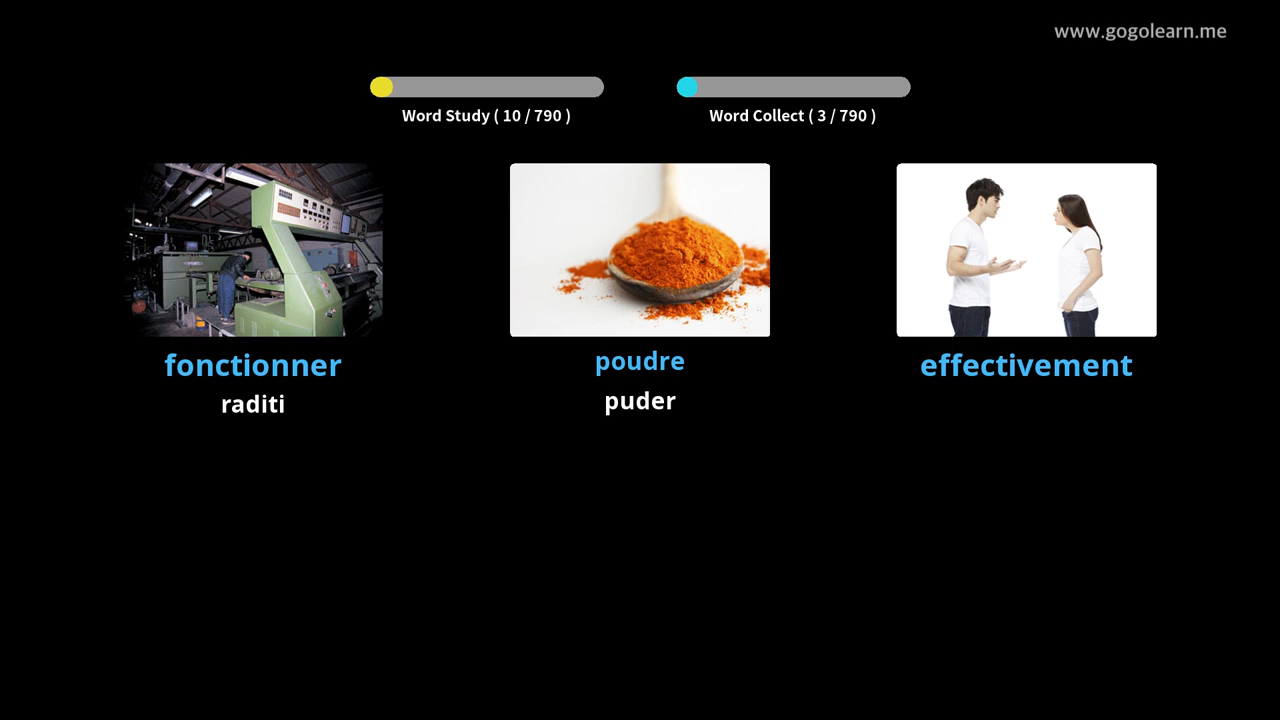 www.gogolearn.me
Word Study ( 10 / 790 )
Word Collect ( 3 / 790 )
fonctionner
raditi
poudre
puder
effectivement